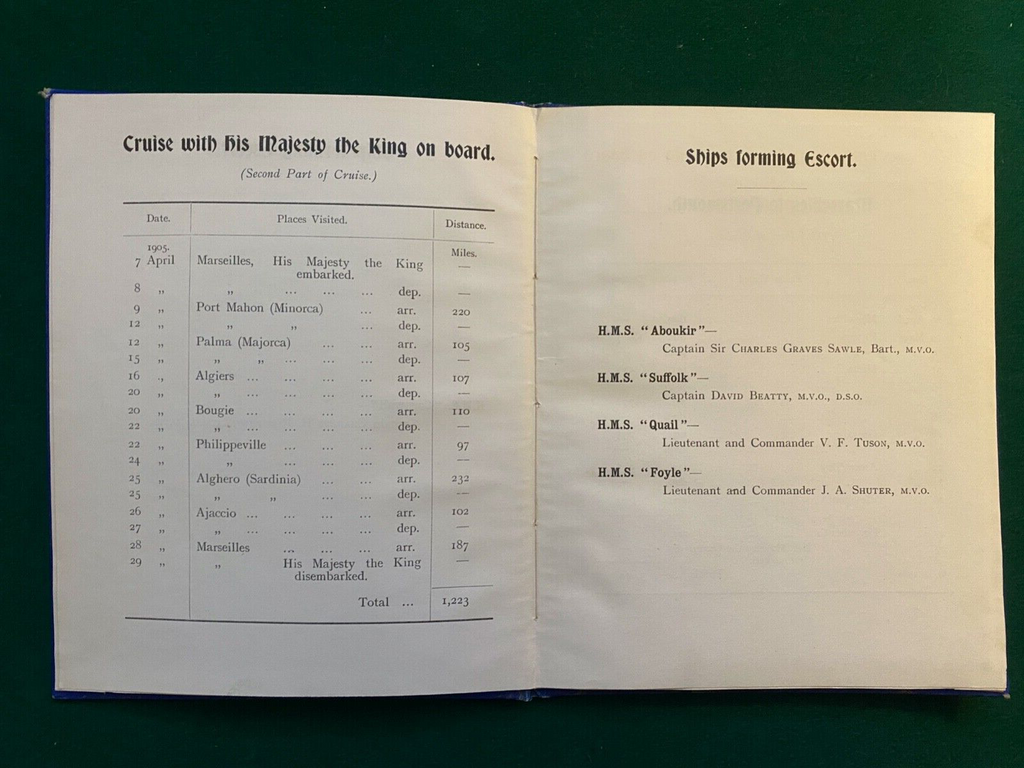 Cruise with His Majesty the King on board.
(Second Part of Cruise.)
Date. Places Visited. Distance.
1905. Miles.
7 April Marseilles, His Majesty the King —
embarked.
8 „ „ ... ... ... dep. —
9 „ Port Mahon (Minorca) ... arr. 220
12 „ „ „ ... dep. —
12 „ Palma (Majorca) ... ... arr. 105
15 „ „ „ ... ... dep. —
16 „ Algiers ... ... ... arr. 107
20 „ „ ... ... ... dep. —
20 „ Bougie ... ... ... arr. 110
22 „ „ ... ... ... dep. —
22 „ Philippeville ... ... arr. 97
24 „ „ ... ... dep. —
25 „ Alghero (Sardinia) ... ... arr. 232
25 „ „ „ ... ... dep. —
26 „ Ajaccio ... ... ... arr. 102
27 „ „ ... ... ... dep. —
28 „ Marseilles ... ... ... arr. 187
29 „ „ His Majesty the King —
disembarked.
Total ... 1,223
Ships forming Escort.
H.M.S. "Aboukir"—
Captain Sir CHARLES GRAVES SAWLE, Bart., M.V.O.
H.M.S. "Suffolk"—
Captain DAVID BEATTY, M.V.O., D.S.O.
H.M.S. "Quail"—
Lieutenant and Commander V. F. TUSON, M.V.O.
H.M.S. "Foyle"—
Lieutenant and Commander J. A. SHUTER, M.V.O.